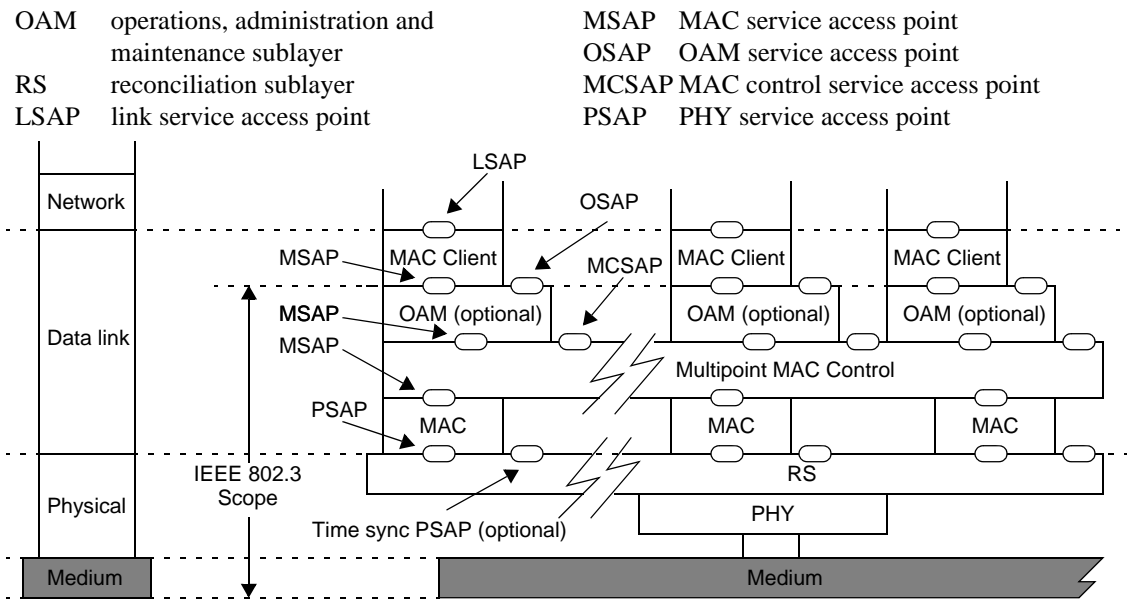 OAM operations, administration and
maintenance sublayer
RS reconciliation sublayer
LSAP link service access point
MSAP MAC service access point
OSAP OAM service access point
MCSAP MAC control service access point
PSAP PHY service access point
LSAP
Network
OSAP
MAC Client
MAC Client
MAC Client
MSAP
MCSAP
MSAP
OAM (optional)
OAM (optional)
OAM (optional)
Data link
MSAP
Multipoint MAC Control
PSAP
MAC
MAC
MAC
IEEE 802.3
Scope
RS
Physical
Time sync PSAP (optional)
PHY
Medium
Medium